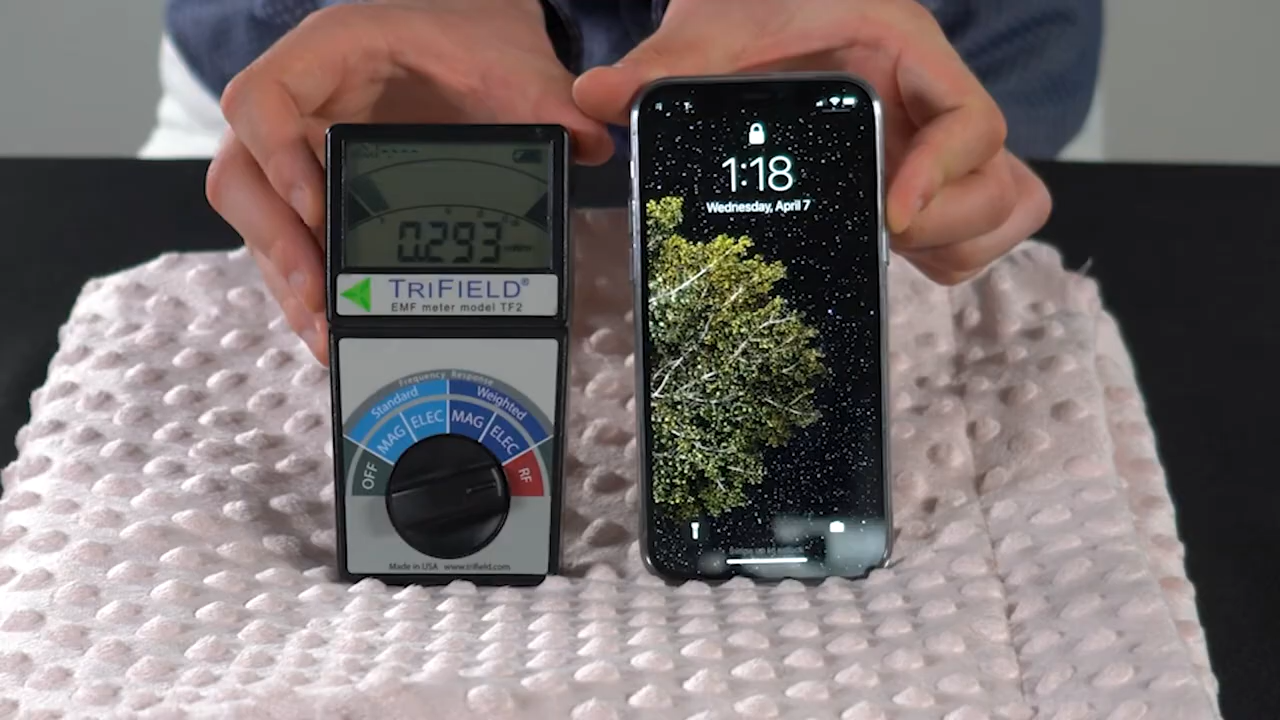 0.293
TRIFIELD®
EMF meter model TF2
Frequency Response
Standard
Weighted
MAG
ELEC
MAG
ELEC
OFF
RF
Made in USA www.trifield.com
1:18
Wednesday, April 7